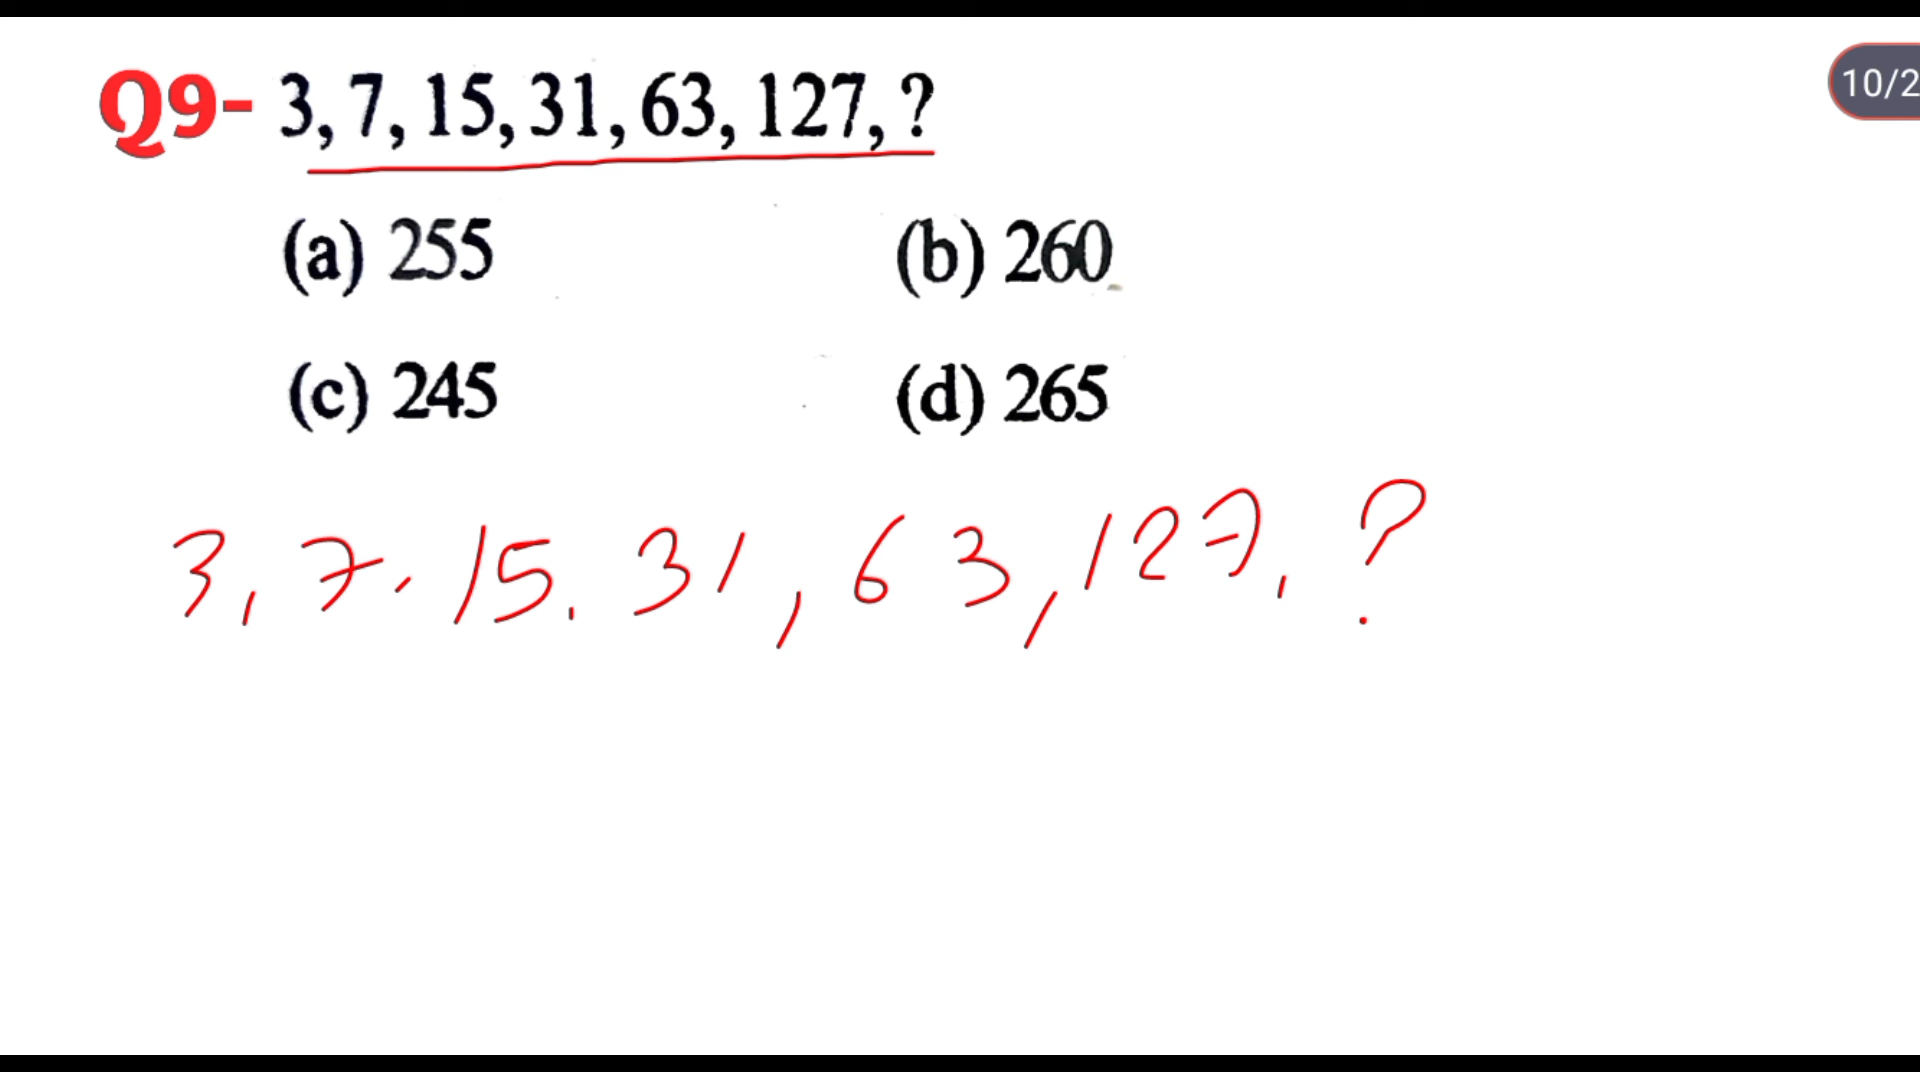 Q9- 3, 7, 15, 31, 63, 127, ?
(a) 255 (b) 260
(c) 245 (d) 265
3, 7, 15, 31, 63, 127, ?
10/2